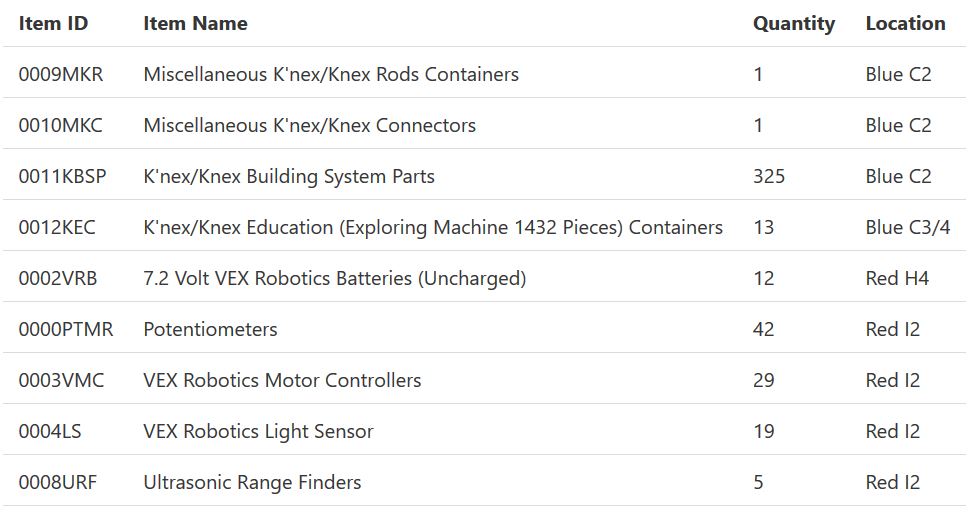 Item ID Item Name Quantity Location
0009MKR Miscellaneous K'nex/Knex Rods Containers 1 Blue C2
0010MKC Miscellaneous K'nex/Knex Connectors 1 Blue C2
0011KBSP K'nex/Knex Building System Parts 325 Blue C2
0012KEC K'nex/Knex Education (Exploring Machine 1432 Pieces) Containers 13 Blue C3/4
0002VRB 7.2 Volt VEX Robotics Batteries (Uncharged) 12 Red H4
0000PTMR Potentiometers 42 Red I2
0003VMC VEX Robotics Motor Controllers 29 Red I2
0004LS VEX Robotics Light Sensor 19 Red I2
0008URF Ultrasonic Range Finders 5 Red I2